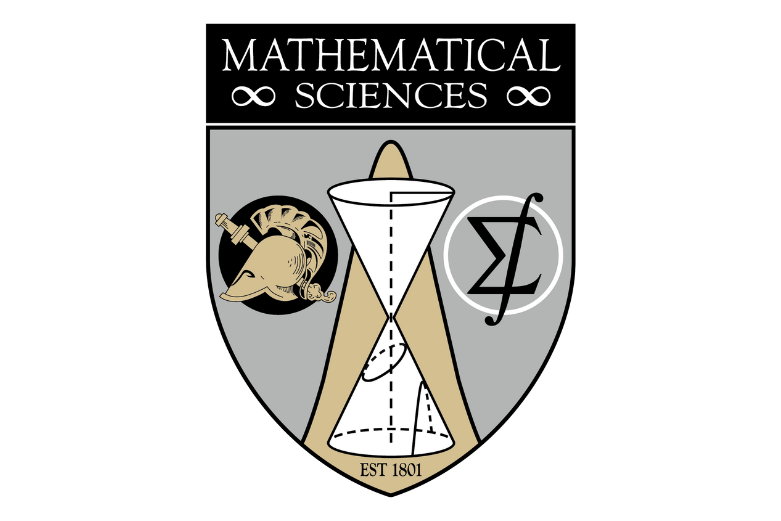 MATHEMATICAL
∞ SCIENCES ∞
Σ∫
EST 1801